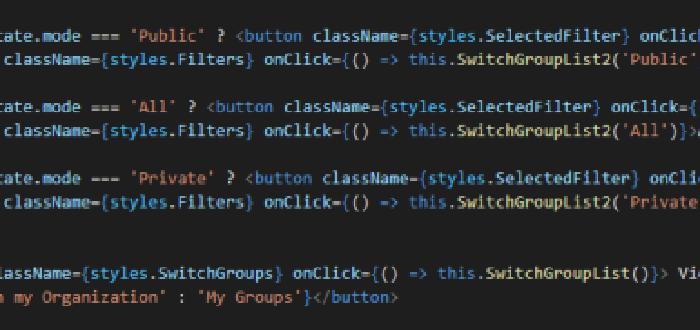 tate.mode === 'Public' ? <button className={styles.SelectedFilter} onClick
className={styles.Filters} onClick={() => this.SwitchGroupList2('Public'
tate.mode === 'All' ? <button className={styles.SelectedFilter} onClick={
className={styles.Filters} onClick={() => this.SwitchGroupList2('All')}>
tate.mode === 'Private' ? <button className={styles.SelectedFilter} onCli
className={styles.Filters} onClick={() => this.SwitchGroupList2('Private
lassName={styles.SwitchGroups} onClick={() => this.SwitchGroupList()}> Vi
my Organization' : 'My Groups'}</button>